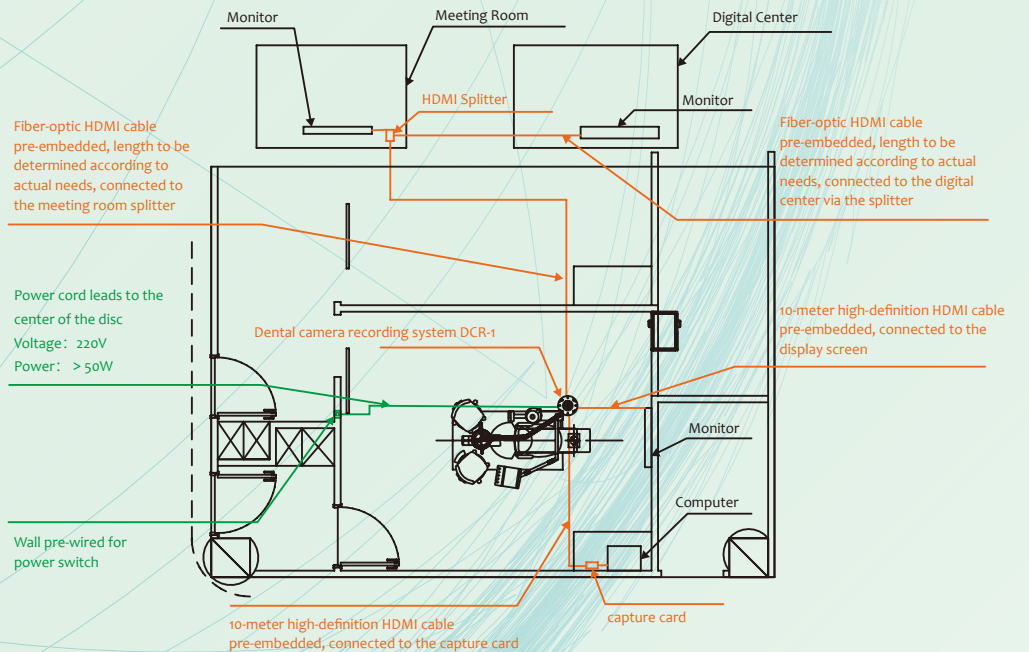 Monitor
Meeting Room
Digital Center
HDMI Splitter
Monitor
Fiber-optic HDMI cable
pre-embedded, length to be
determined according to
actual needs, connected to
the meeting room splitter
Fiber-optic HDMI cable
pre-embedded, length to be
determined according to actual
needs, connected to the digital
center via the splitter
Power cord leads to the
center of the disc
Voltage: 220V
Power: > 50W
Dental camera recording system DCR-1
10-meter high-definition HDMI cable
pre-embedded, connected to the
display screen
Monitor
Computer
Wall pre-wired for
power switch
10-meter high-definition HDMI cable
pre-embedded, connected to the capture card
capture card